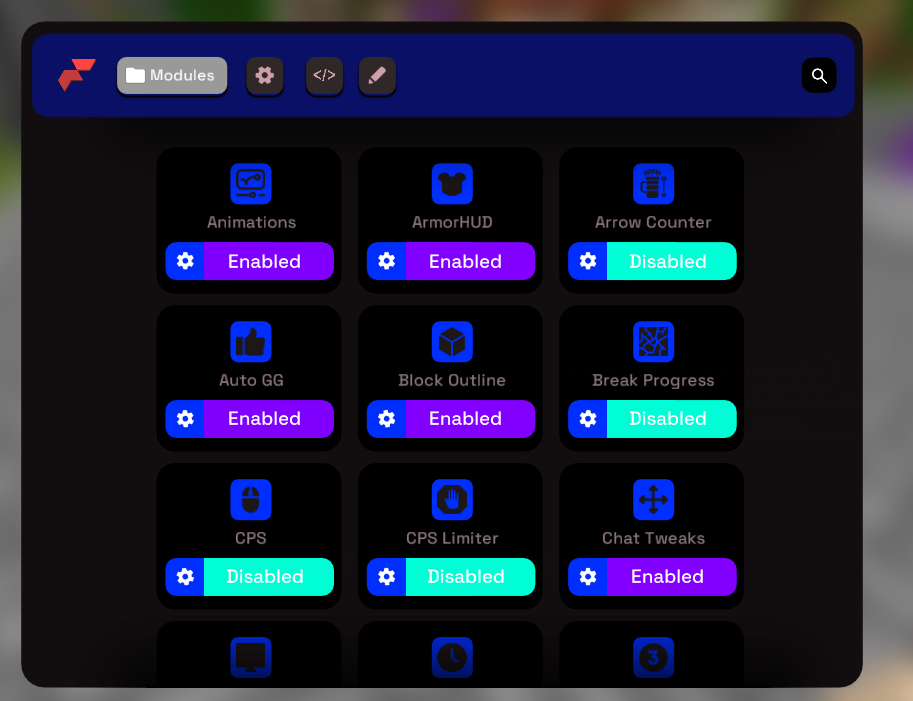 Modules
</>
Animations
ArmorHUD
Arrow Counter
Enabled
Enabled
Disabled
Auto GG
Block Outline
Break Progress
Enabled
Enabled
Disabled
CPS
CPS Limiter
Chat Tweaks
Disabled
Disabled
Enabled
3